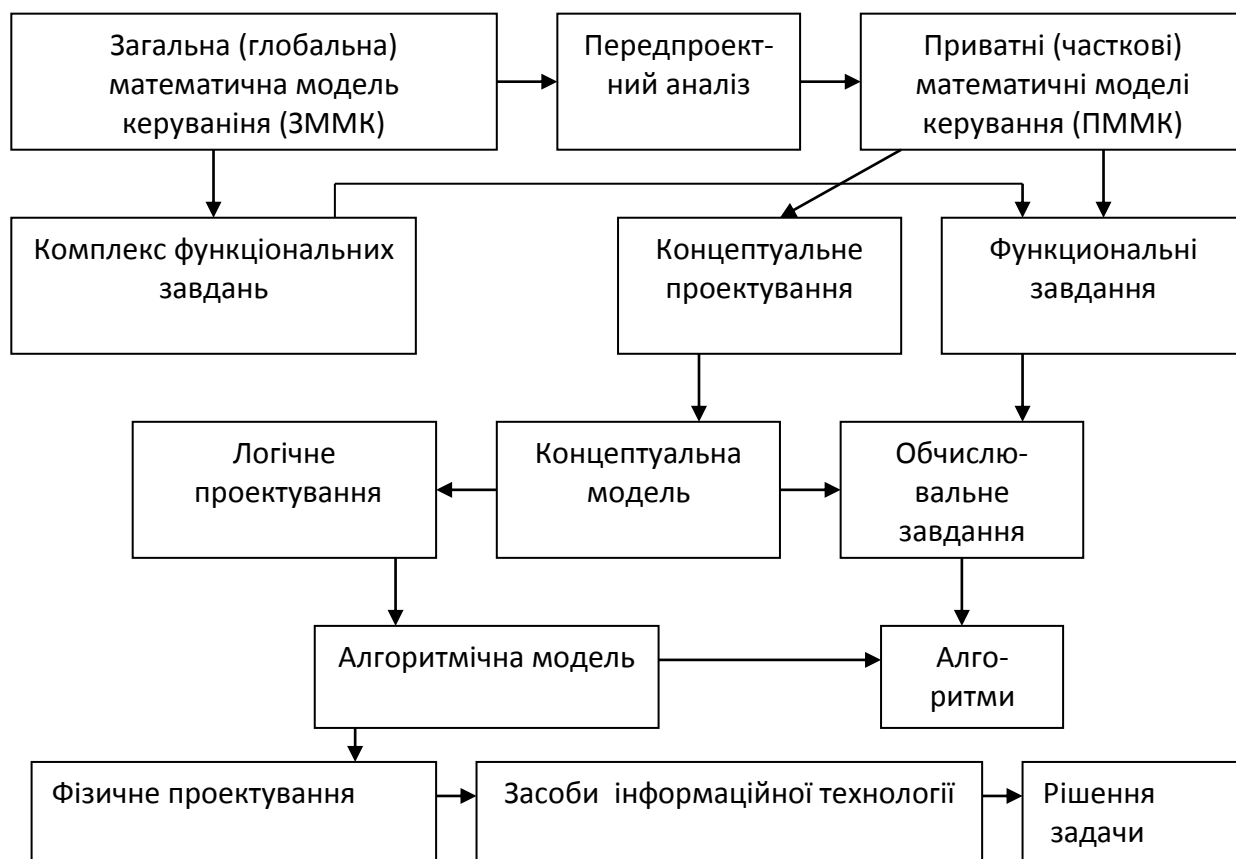 Загальна (глобальна)
математична модель
керуваніня (ЗММК)
Передпроект-
ний аналіз
Приватні (часткові)
математичні моделі
керування (ПММК)
Комплекс функціональних
завдань
Концептуальне
проектування
Функциональні
завдання
Логічне
проектування
Концептуальна
модель
Обчислю-
вальне
завдання
Алгоритмічна модель
Алго-
ритми
Фізичне проектування
Засоби інформаційної технології
Рішення
задачи